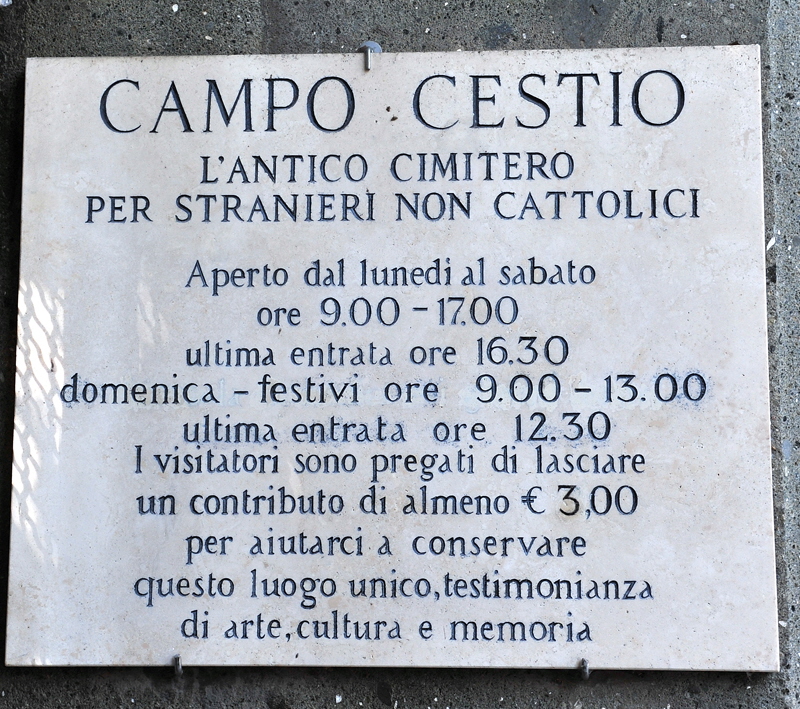 CAMPO CESTIO
L'ANTICO CIMITERO
PER STRANIERI NON CATTOLICI
Aperto dal lunedi al sabato
ore 9.00 - 17.00
ultima entrata ore 16.30
domenica - festivi ore 9.00 - 13.00
ultima entrata ore 12.30
I visitatori sono pregati di lasciare
un contributo di almeno € 3,00
per aiutarci a conservare
questo luogo unico, testimonianza
di arte, cultura e memoria